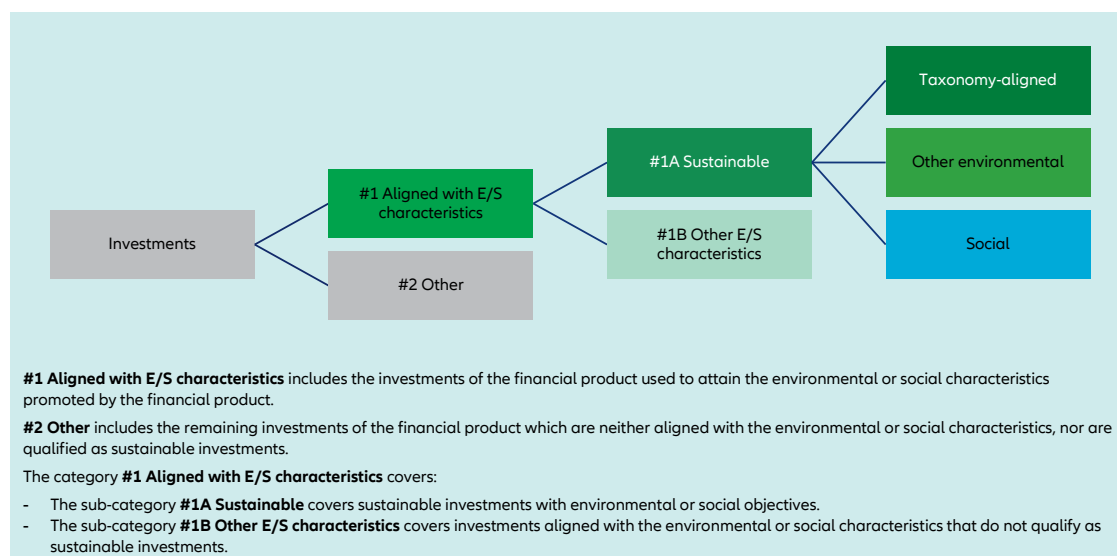 Taxonomy-aligned
#1A Sustainable
Other environmental
#1 Aligned with E/S
characteristics
#1B Other E/S
characteristics
Investments
Social
#2 Other
#1 Aligned with E/S characteristics includes the investments of the financial product used to attain the environmental or social characteristics
promoted by the financial product.
#2 Other includes the remaining investments of the financial product which are neither aligned with the environmental or social characteristics, nor are
qualified as sustainable investments.
The category #1 Aligned with E/S characteristics covers:
- The sub-category #1A Sustainable covers sustainable investments with environmental or social objectives.
- The sub-category #1B Other E/S characteristics covers investments aligned with the environmental or social characteristics that do not qualify as
sustainable investments.